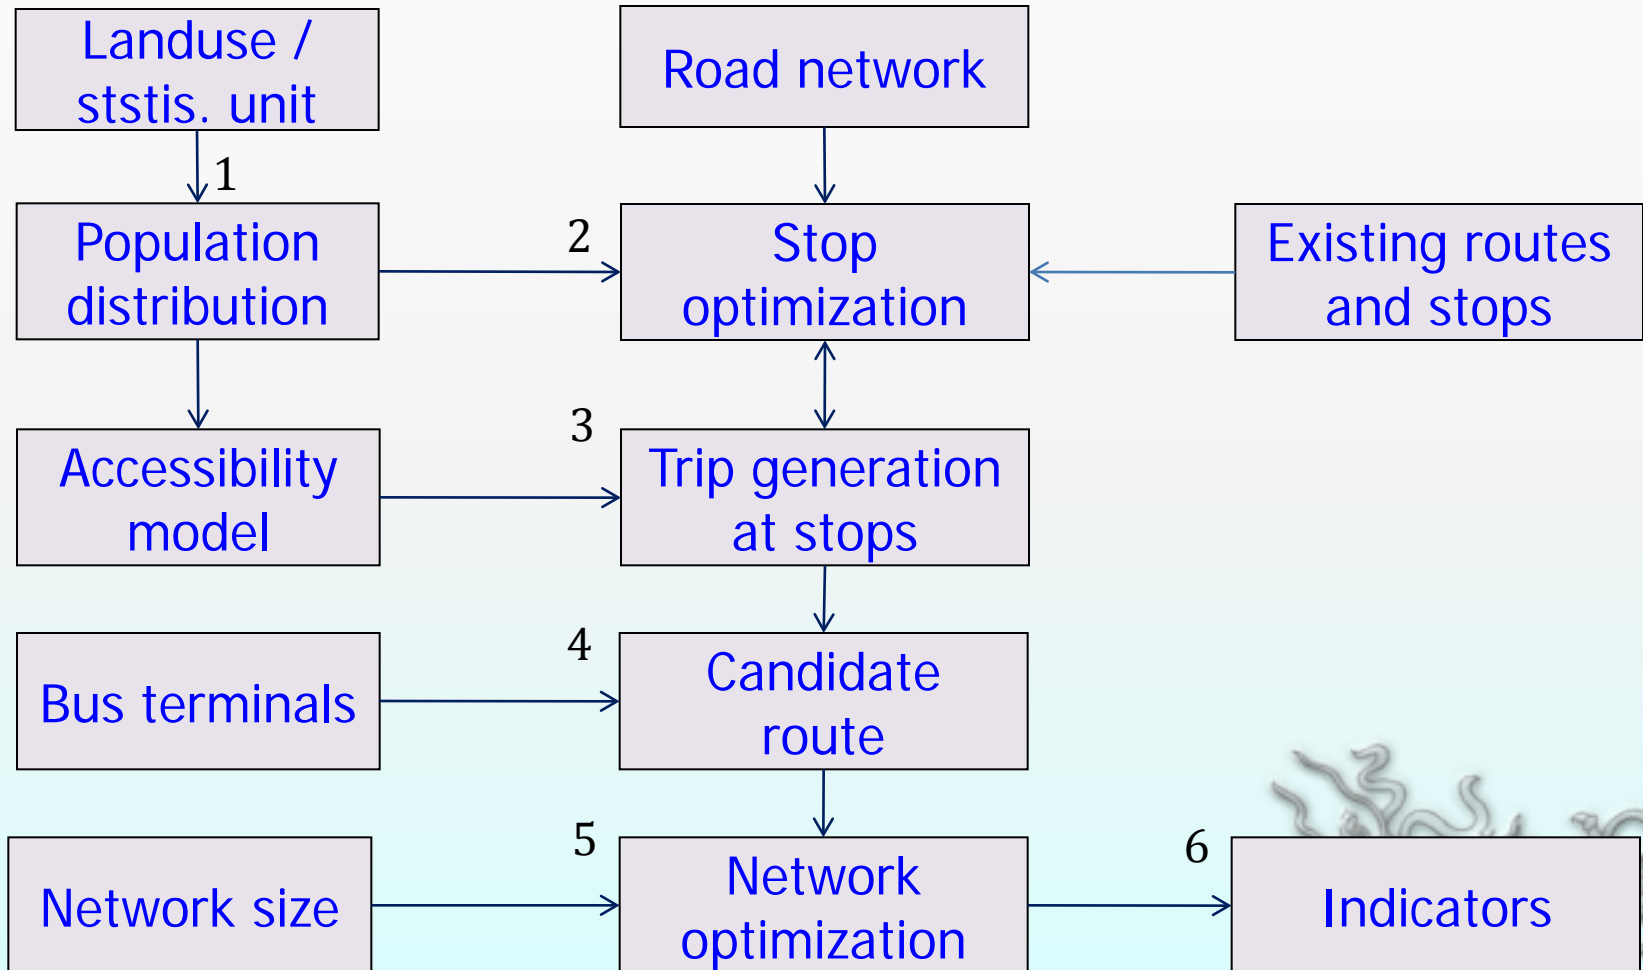 Landuse /
ststis. unit
Road network
1
Population
distribution
2
Stop
optimization
Existing routes
and stops
Accessibility
model
3
Trip generation
at stops
Bus terminals
4
Candidate
route
Network size
5
Network
optimization
6
Indicators